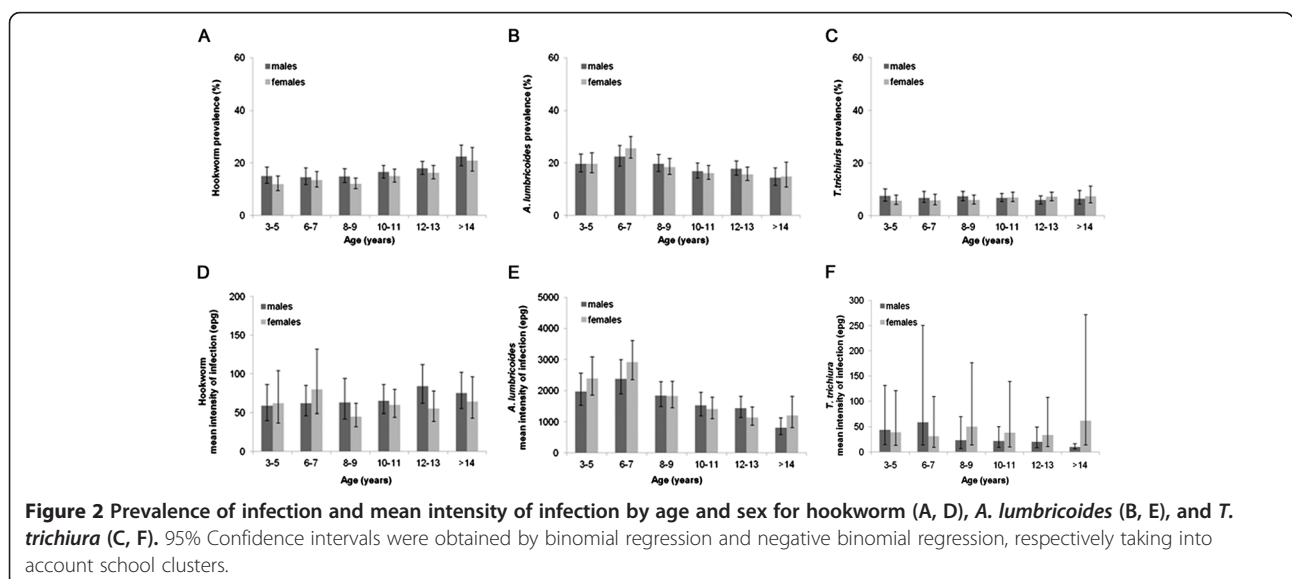 A
Hookworm prevalence (%)
60
40
20
0
males
females
3-5 6-7 8-9 10-11 12-13 >14
Age (years)
B
A. lumbricoides prevalence (%)
60
40
20
0
males
females
3-5 6-7 8-9 10-11 12-13 >14
Age (years)
C
T.trichiuris prevalence (%)
60
40
20
0
males
females
3-5 6-7 8-9 10-11 12-13 >14
Age (years)
D
Hookworm
mean intensity of infection (epg)
200
150
100
50
0
males
females
3-5 6-7 8-9 10-11 12-13 >14
Age (years)
E
A. lumbricoides
mean intensity of infection (epg)
5000
4000
3000
2000
1000
0
males
females
3-5 6-7 8-9 10-11 12-13 >14
Age (years)
F
T. trichiura
mean intensity of infection (epg)
300
250
200
150
100
50
0
males
females
3-5 6-7 8-9 10-11 12-13 >14
Age (years)
Figure 2 Prevalence of infection and mean intensity of infection by age and sex for hookworm (A, D), A. lumbricoides (B, E), and T.
trichiura (C, F). 95% Confidence intervals were obtained by binomial regression and negative binomial regression, respectively taking into
account school clusters.